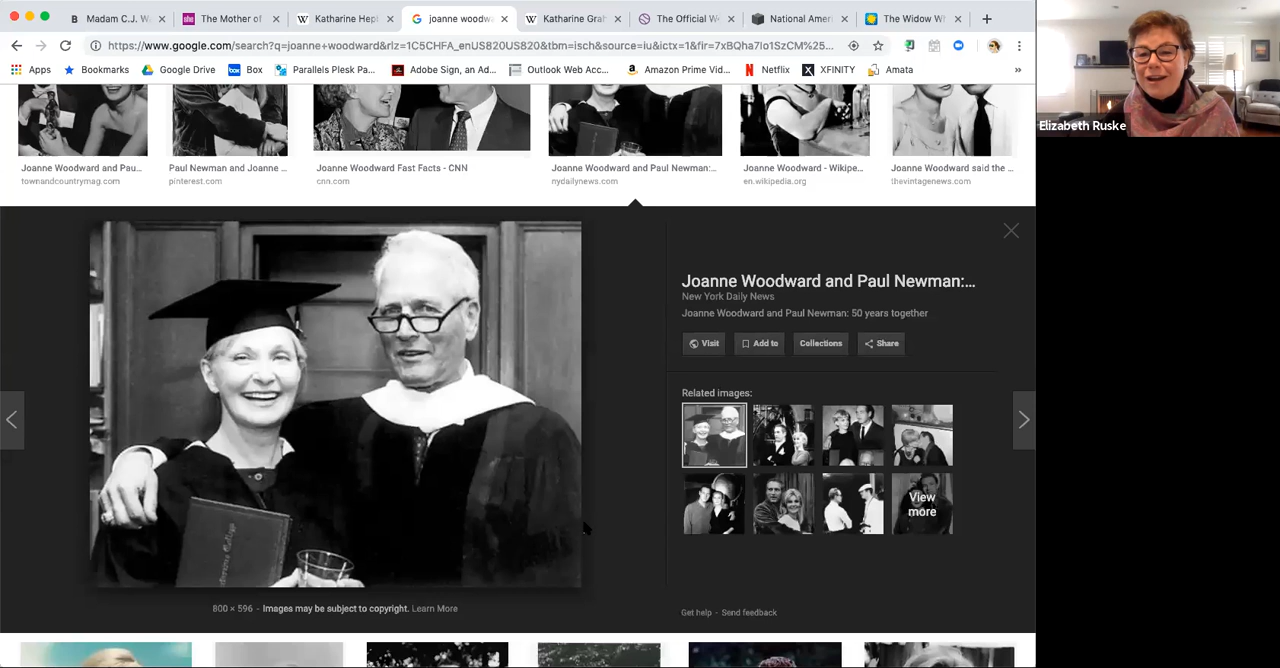 Madam C.J. W
The Mother of
Katharine Hep
joanne woodw
Katharine Gra
The Official W
National Amer
The Widow W
https://www.google.com/search?q=joanne+woodward&rlz=1C5CHFA_enUS820US820&tbm=isch&source=iu&ictx=1&fir=7xBQha7Io1SzCM%25...
Apps
Bookmarks
Google Drive
box Box
Parallels Plesk Pa...
Adobe Sign, an Ad...
Outlook Web Acc...
Amazon Prime Vid...
Netflix
XFINITY
Amata
»
Elizabeth Ruske
Joanne Woodward and Pau...
townandcountrymag.com
Paul Newman and Joanne ...
pinterest.com
Joanne Woodward Fast Facts - CNN
cnn.com
Joanne Woodward and Paul Newman:...
nydailynews.com
Joanne Woodward - Wikipe...
en.wikipedia.org
Joanne Woodward said the ...
thevintagenews.com
Joanne Woodward and Paul Newman:...
New York Daily News
Joanne Woodward and Paul Newman: 50 years together
Visit
Add to
Collections
Share
Related images:
View
more
800 × 596 - Images may be subject to copyright. Learn More
Get help - Send feedback